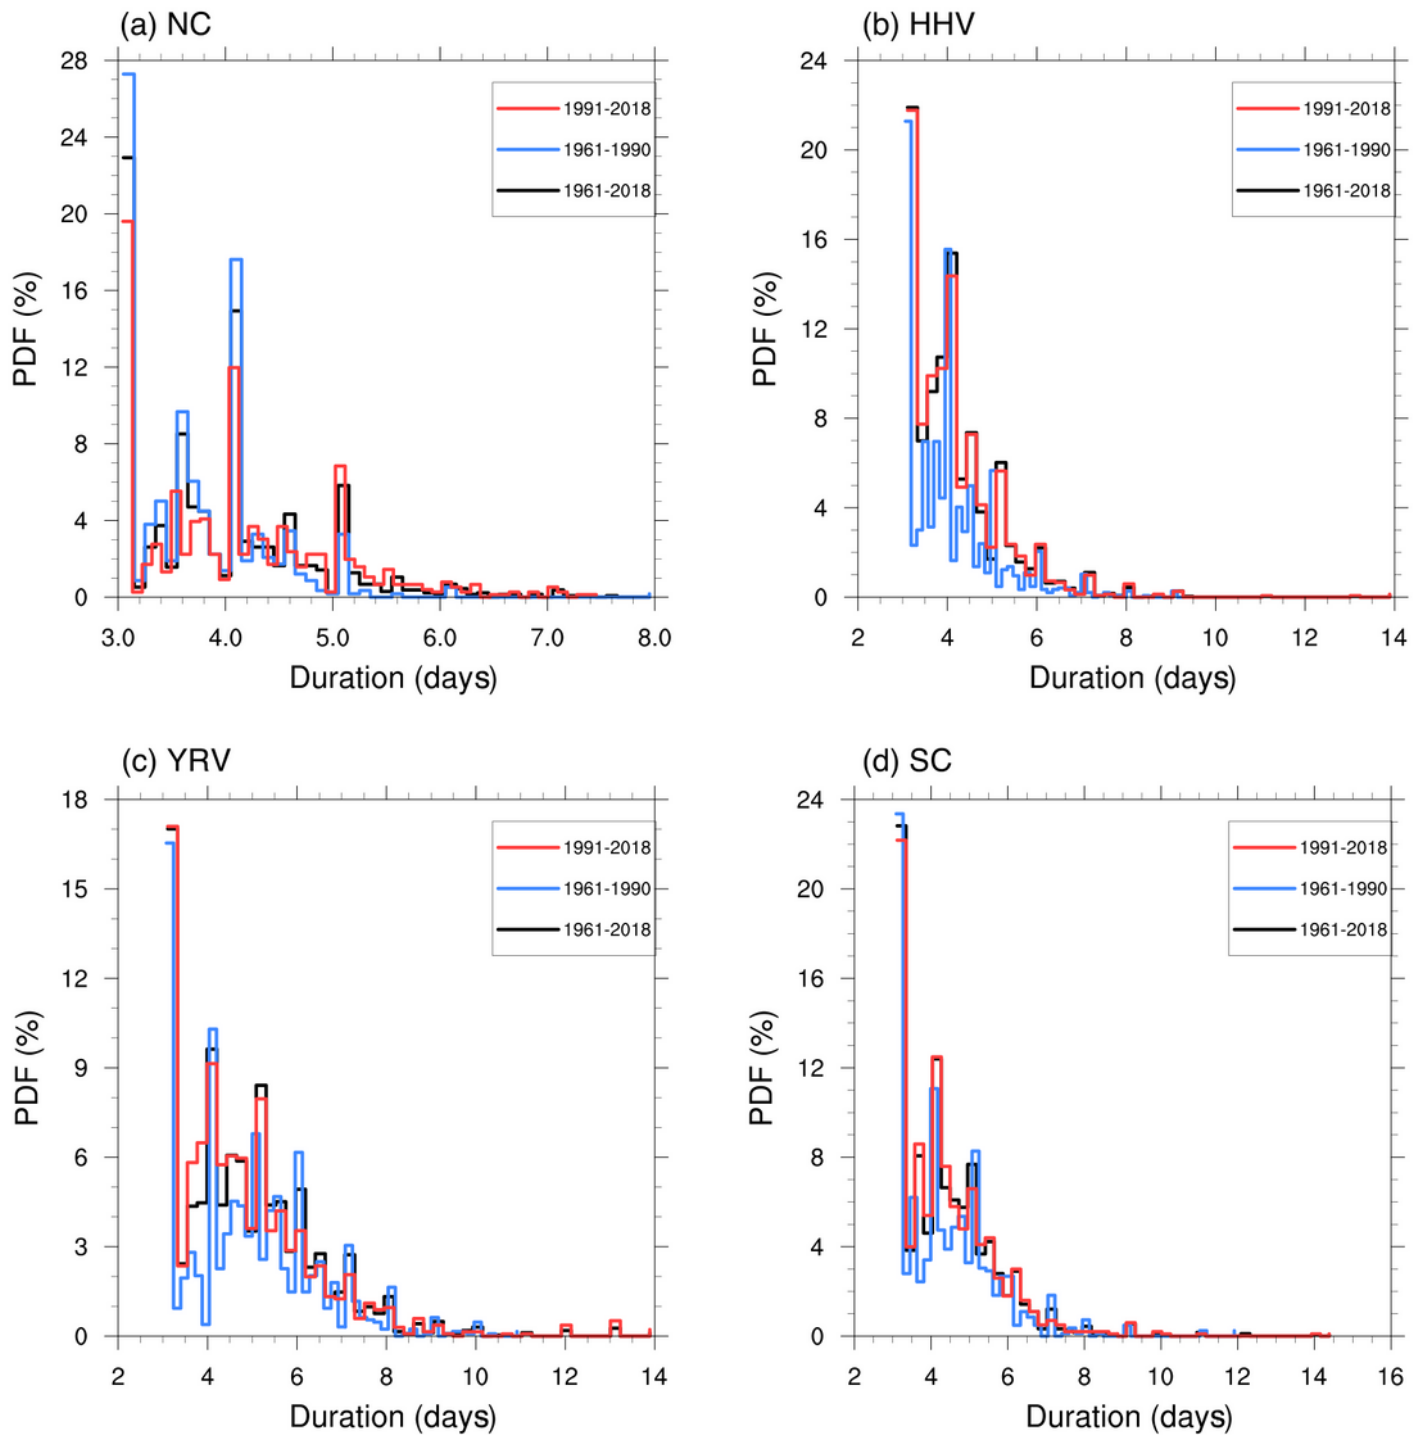 (a) NC
28
24
20
16
12
8
4
0
PDF (%)
1991-2018
1961-1990
1961-2018
3.0 4.0 5.0 6.0 7.0 8.0
Duration (days)
(b) HHV
24
20
16
12
8
4
0
PDF (%)
1991-2018
1961-1990
1961-2018
2 4 6 8 10 12 14
Duration (days)
(c) YRV
18
15
12
9
6
3
0
PDF (%)
1991-2018
1961-1990
1961-2018
2 4 6 8 10 12 14
Duration (days)
(d) SC
24
20
16
12
8
4
0
PDF (%)
1991-2018
1961-1990
1961-2018
2 4 6 8 10 12 14 16
Duration (days)